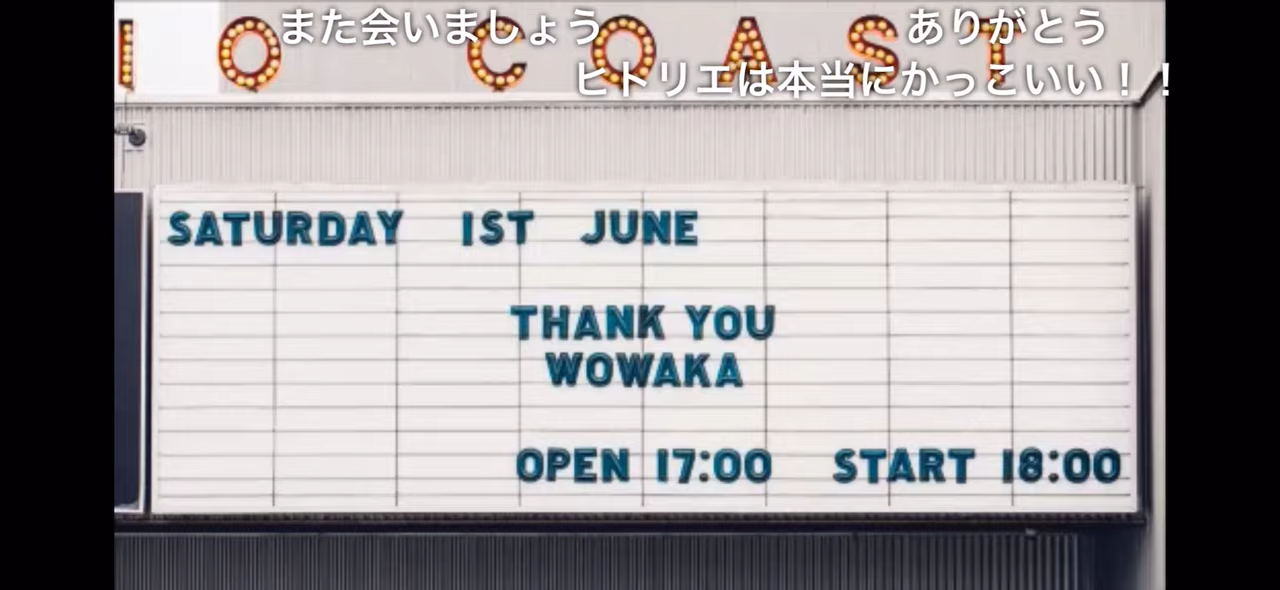 また会いましょう
ありがとう
IO COAST
ヒトリエは本当にかっこいい！！
SATURDAY 1ST JUNE
THANK YOU
WOWAKA
OPEN 17:00 START 18:00